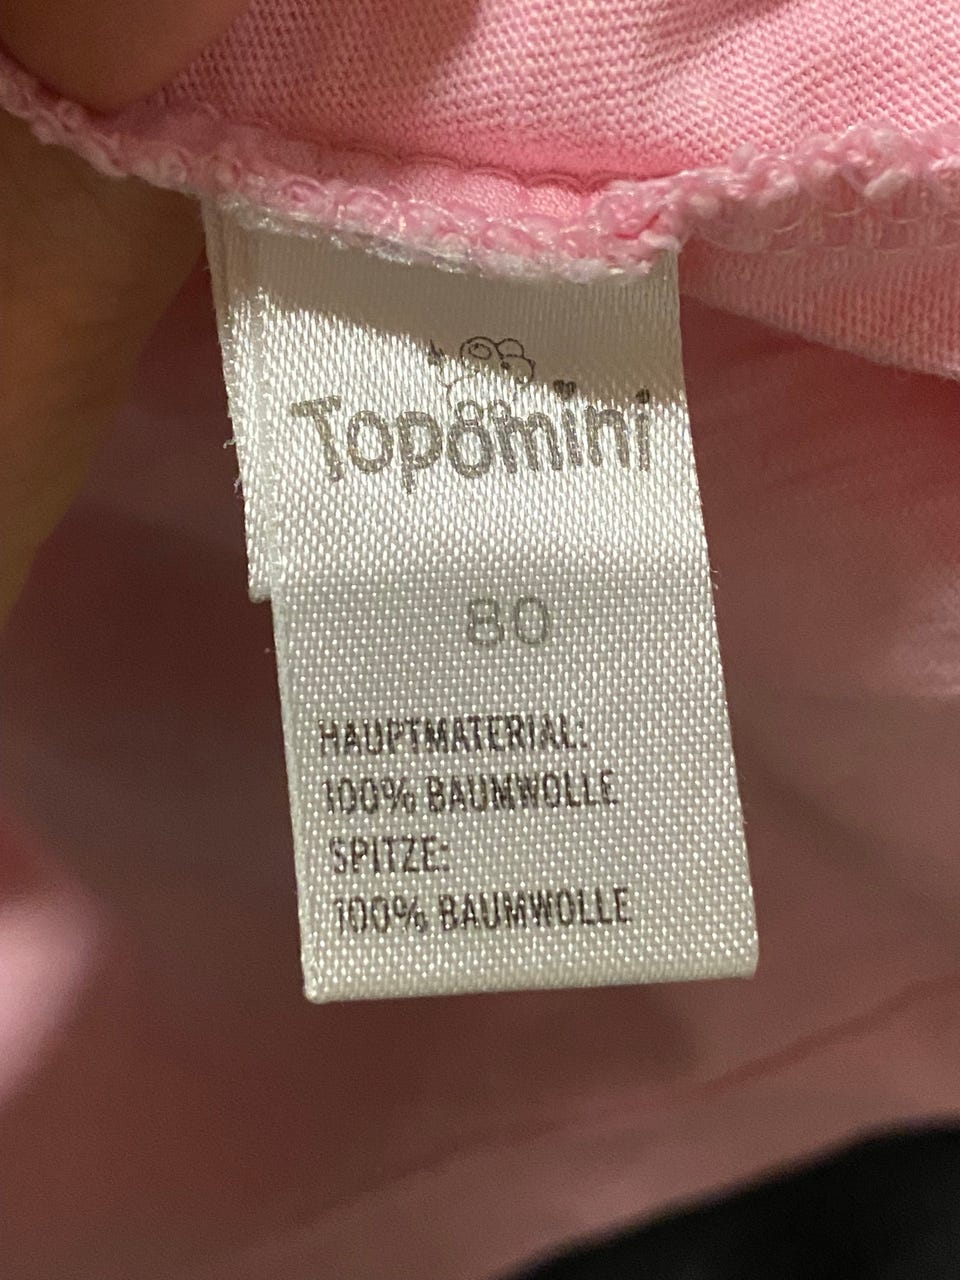 Topomini
80
HAUPTMATERIAL:
100% BAUMWOLLE
SPITZE:
100% BAUMWOLLE